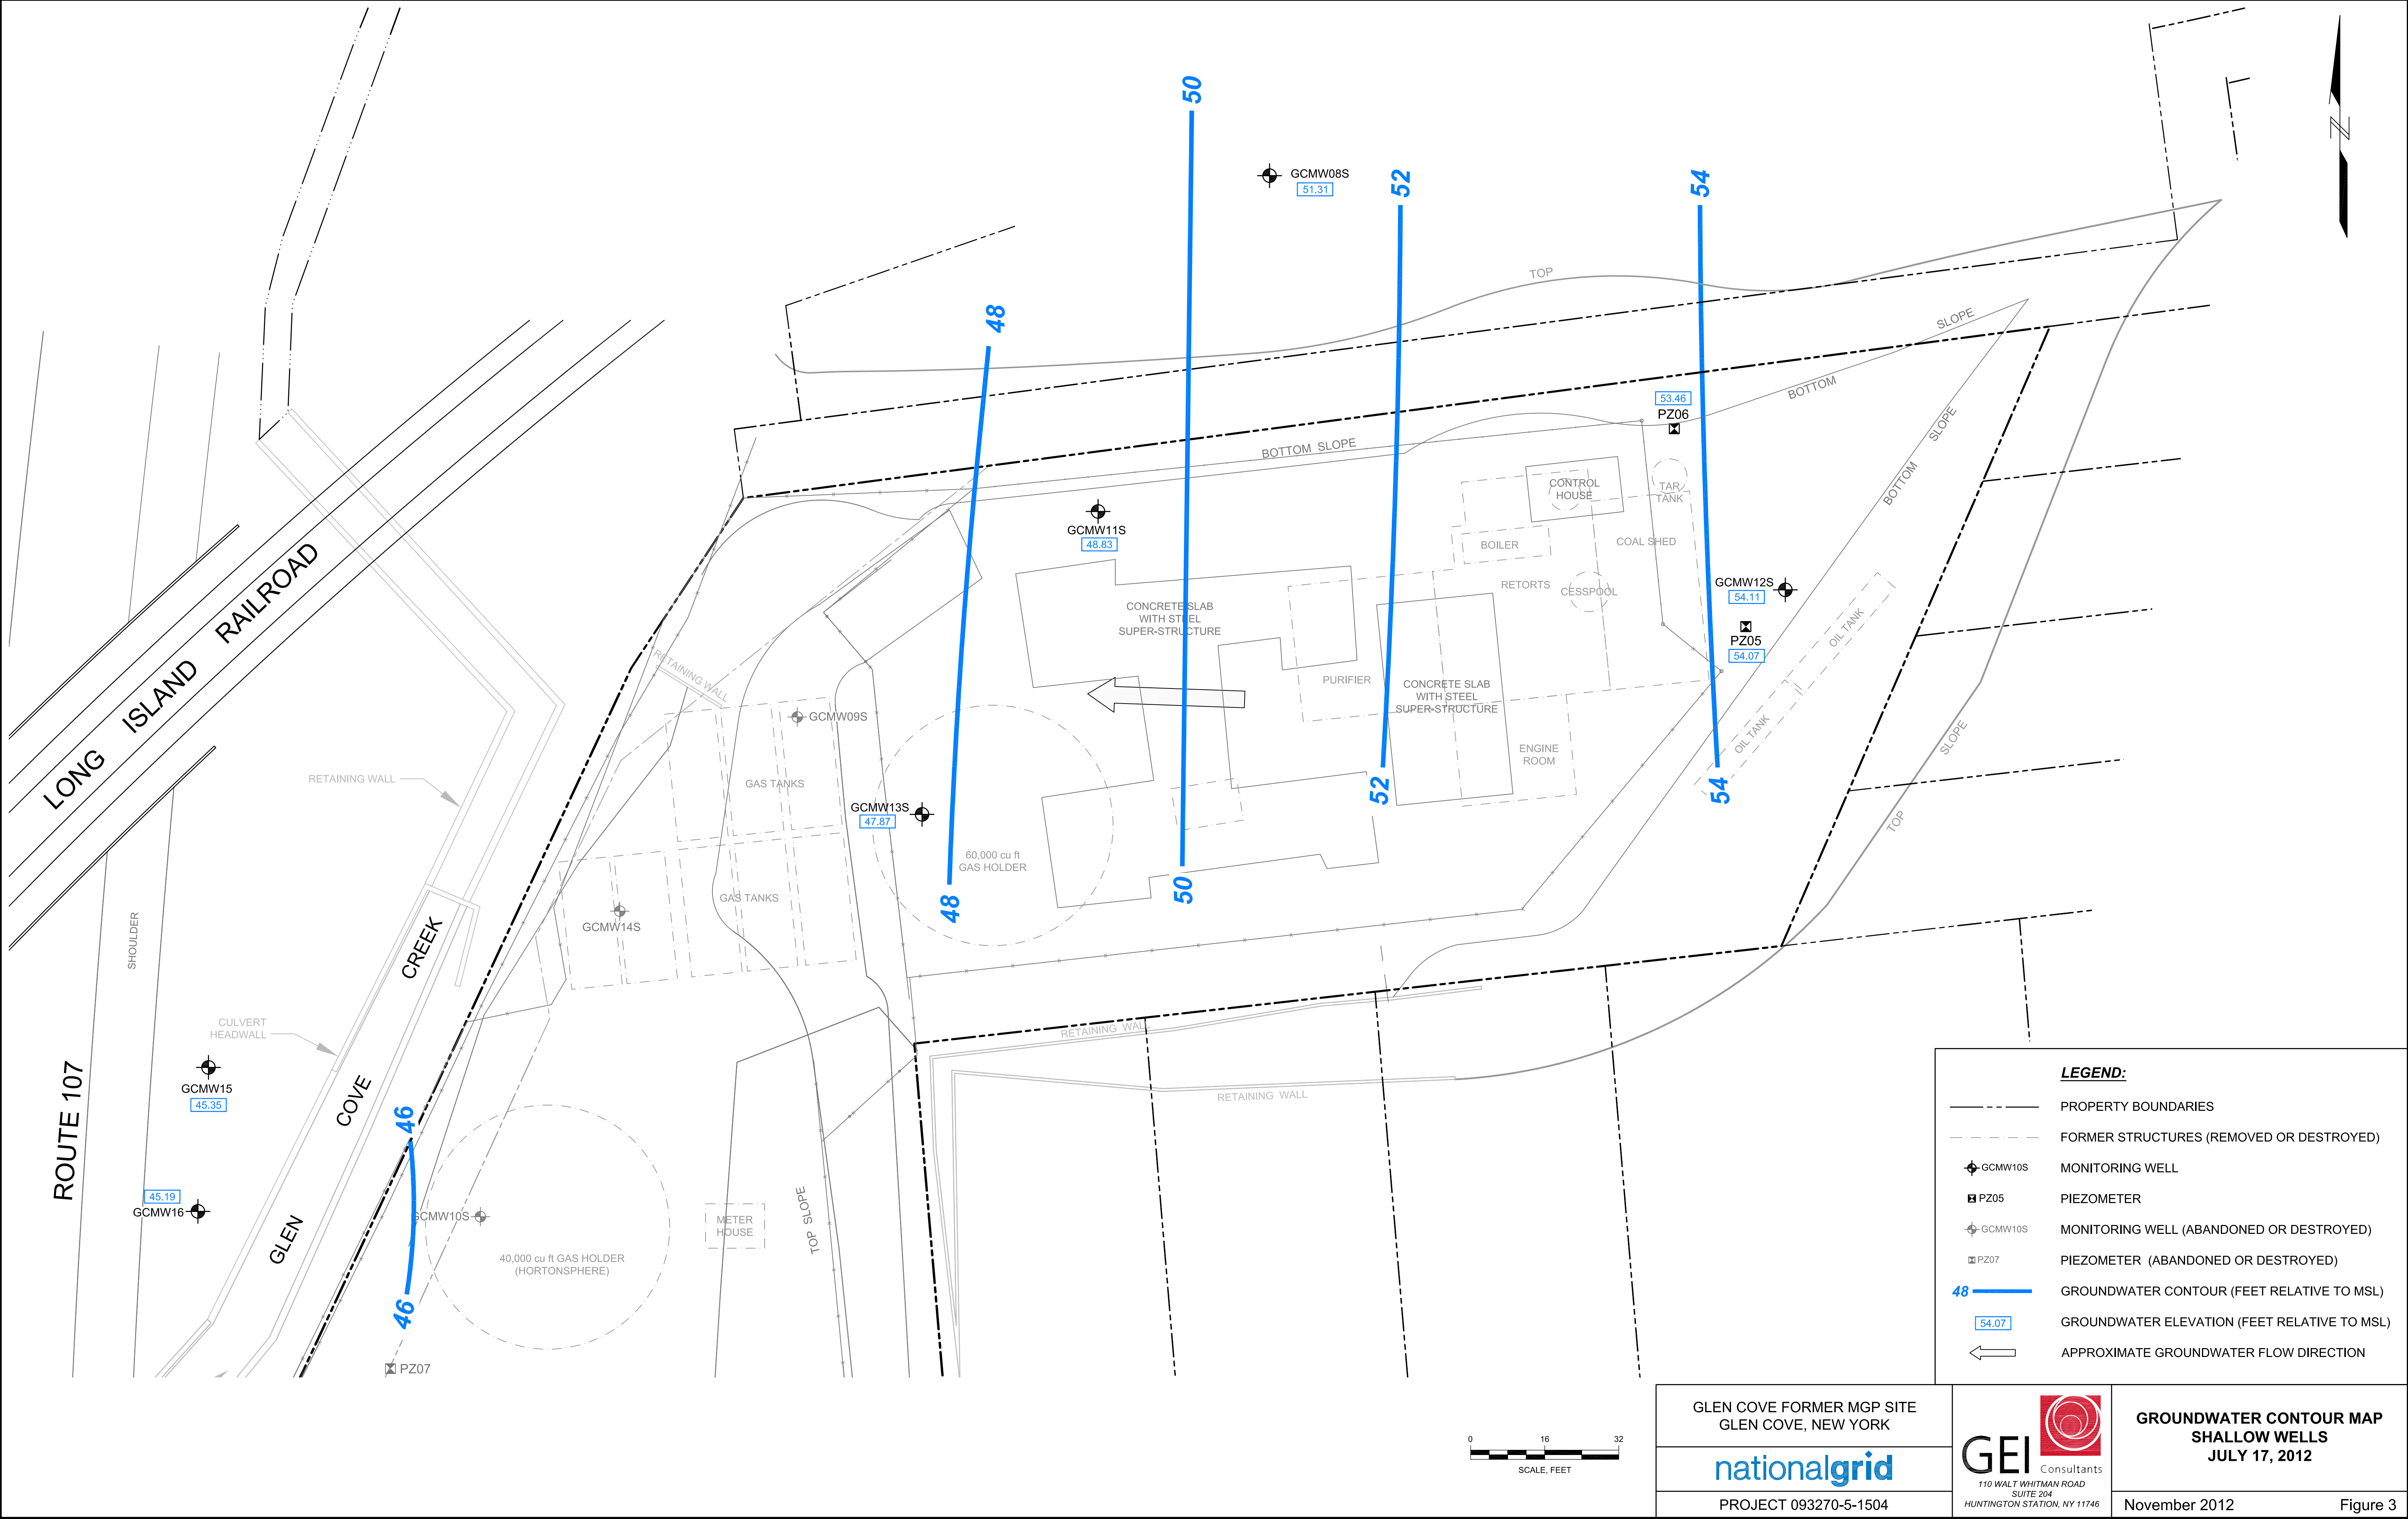 50
GCMW08S
51.31
52
54
N
TOP
48
SLOPE
BOTTOM
53.46
PZ06
SLOPE
BOTTOM
BOTTOM SLOPE
CONTROL
HOUSE
TAR
TANK
GCMW11S
48.83
BOILER
COAL SHED
RETORTS
CESSPOOL
GCMW12S
54.11
PZ05
54.07
OIL TANK
OIL TANK
LONG ISLAND RAILROAD
CONCRETE SLAB
WITH STEEL
SUPER-STRUCTURE
RETAINING WALL
PURIFIER
CONCRETE SLAB
WITH STEEL
SUPER-STRUCTURE
GCMW09S
ENGINE
ROOM
SLOPE
TOP
RETAINING WALL
GAS TANKS
GCMW13S
47.87
52
54
60,000 cu ft
GAS HOLDER
GAS TANKS
48
50
GCMW14S
SHOULDER
GLEN COVE CREEK
CULVERT
HEADWALL
RETAINING WALL
RETAINING WALL
GCMW15
45.35
ROUTE 107
46
45.19
GCMW16
GCMW10S
METER
HOUSE
TOP SLOPE
40,000 cu ft GAS HOLDER
(HORTONSPHERE)
46
PZ07
LEGEND:
PROPERTY BOUNDARIES
FORMER STRUCTURES (REMOVED OR DESTROYED)
GCMW10S MONITORING WELL
PZ05 PIEZOMETER
GCMW10S MONITORING WELL (ABANDONED OR DESTROYED)
PZ07 PIEZOMETER (ABANDONED OR DESTROYED)
48 GROUNDWATER CONTOUR (FEET RELATIVE TO MSL)
54.07 GROUNDWATER ELEVATION (FEET RELATIVE TO MSL)
APPROXIMATE GROUNDWATER FLOW DIRECTION
0 16 32
SCALE, FEET
GLEN COVE FORMER MGP SITE
GLEN COVE, NEW YORK
nationalgrid
PROJECT 093270-5-1504
GEI Consultants
110 WALT WHITMAN ROAD
SUITE 204
HUNTINGTON STATION, NY 11746
GROUNDWATER CONTOUR MAP
SHALLOW WELLS
JULY 17, 2012
November 2012 Figure 3